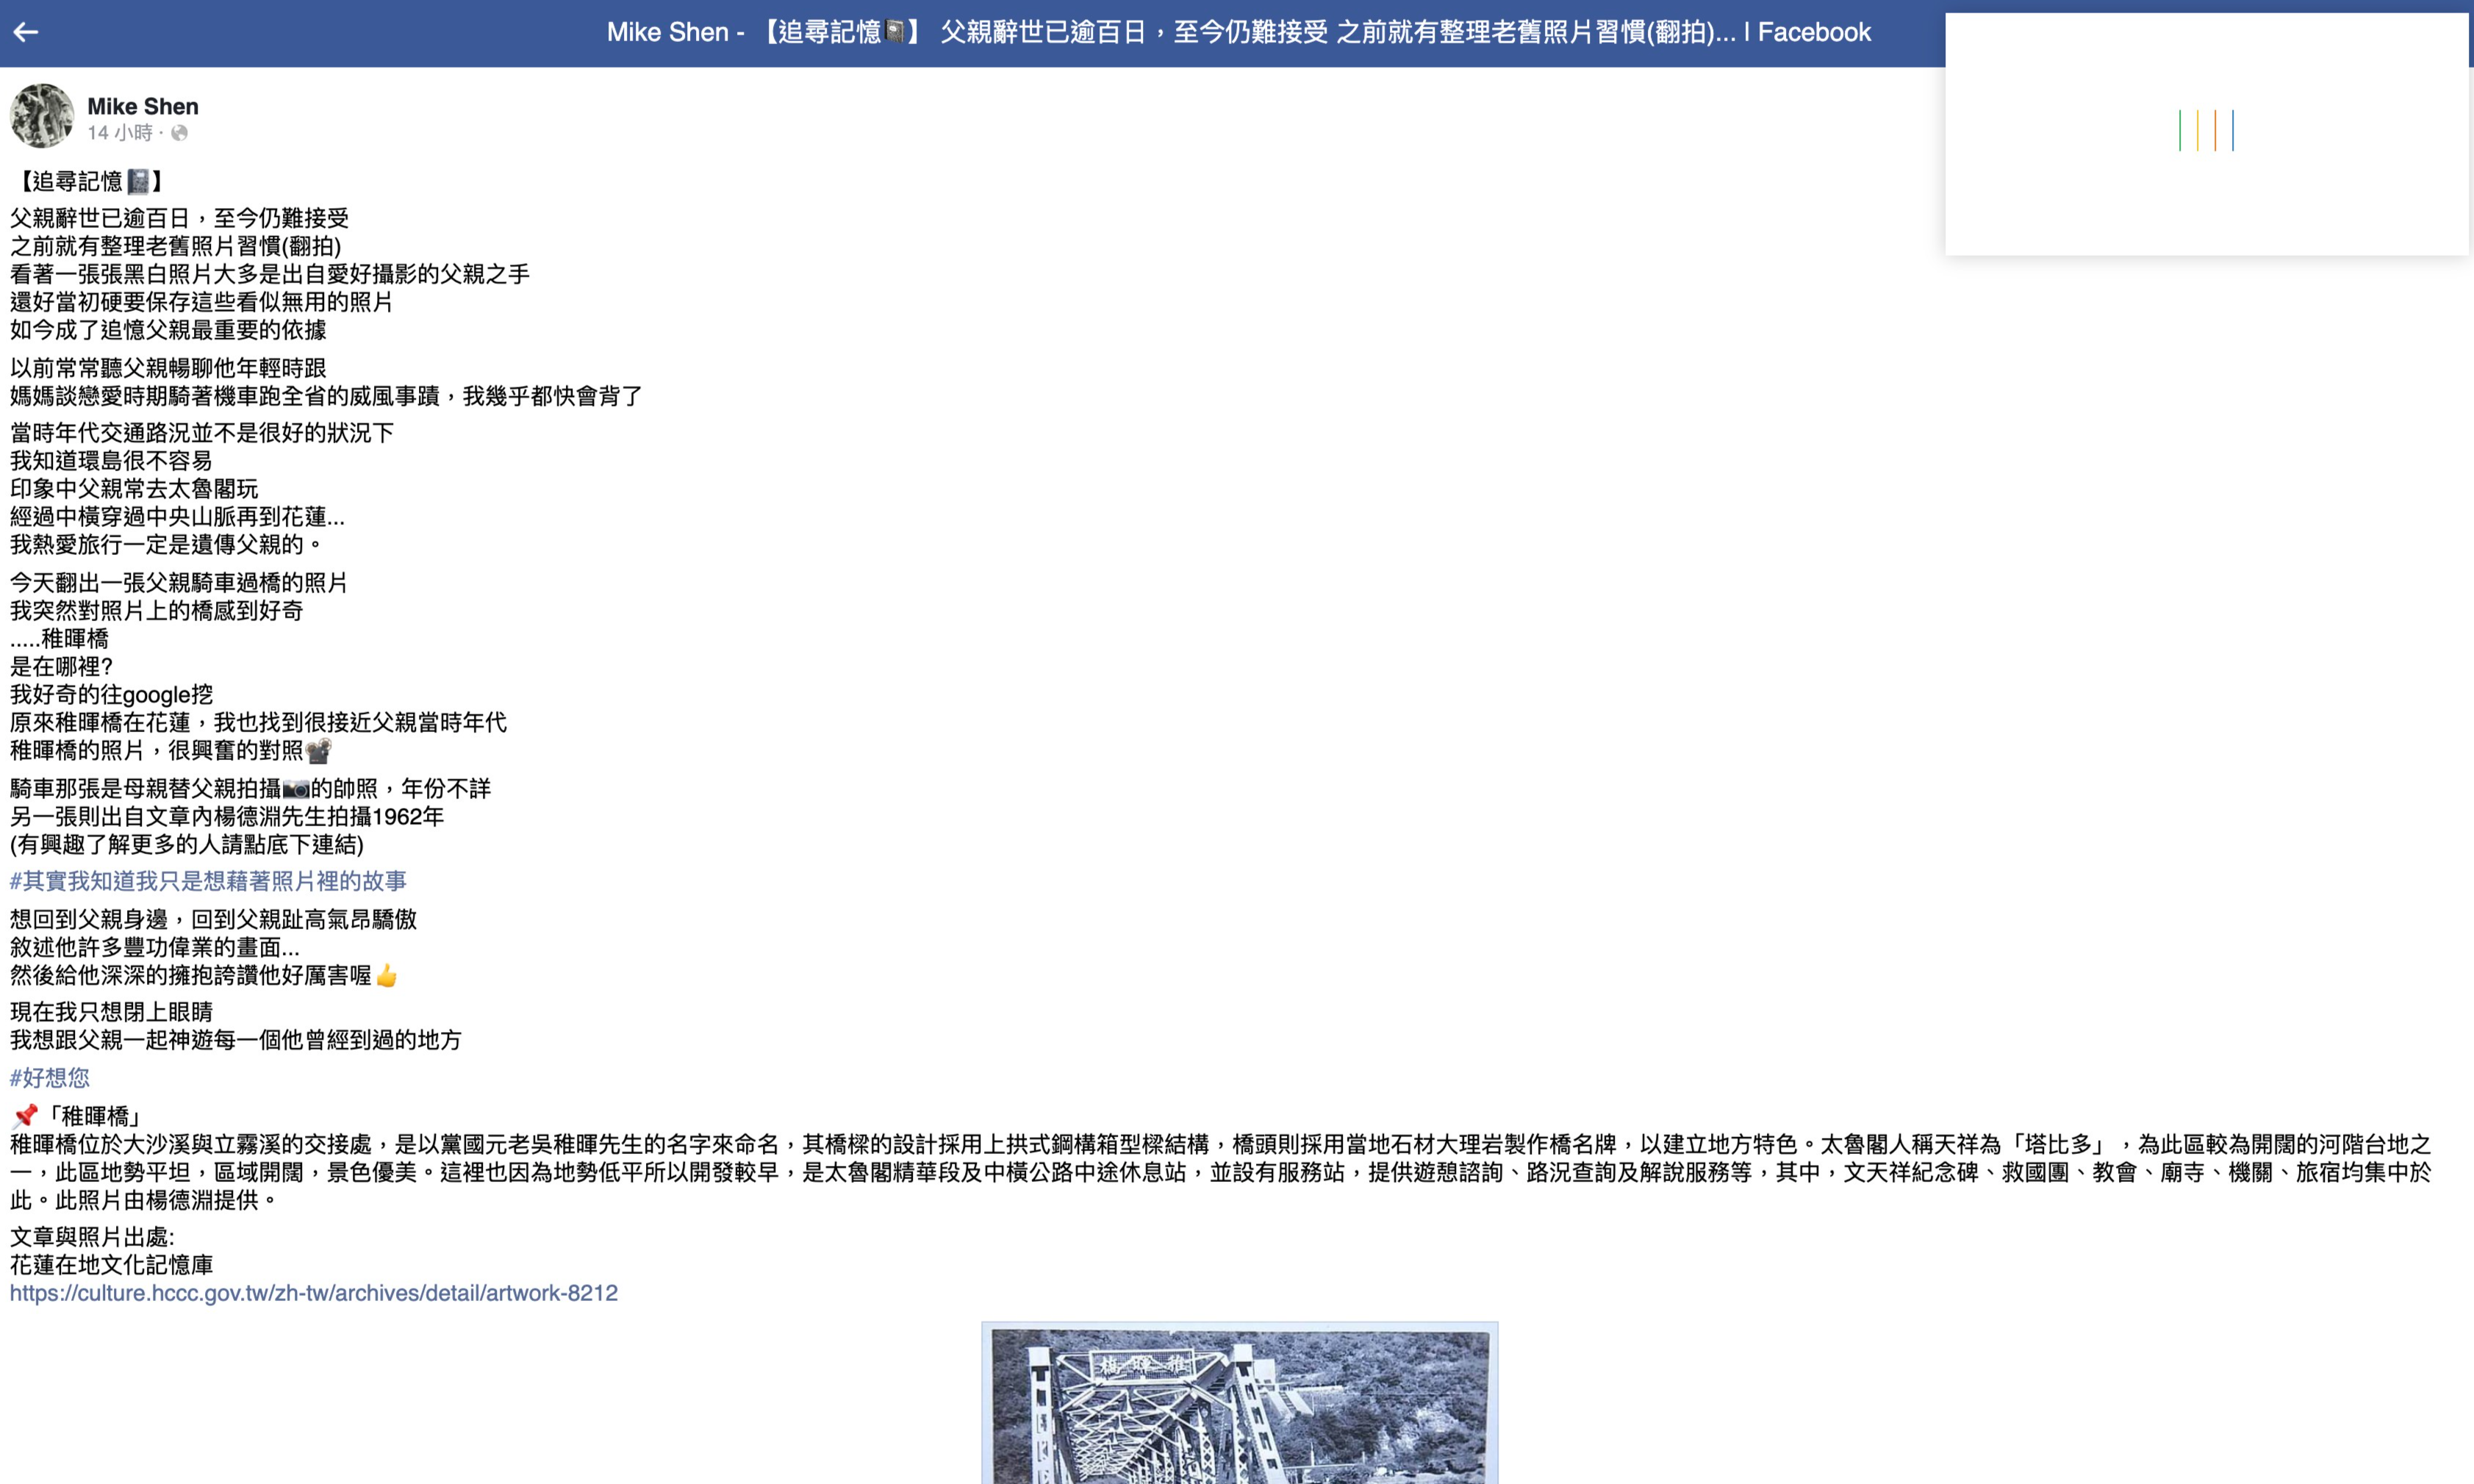 Mike Shen - 【追尋記憶📓】 父親辭世已逾百日，至今仍難接受 之前就有整理老舊照片習慣(翻拍)... | Facebook
Mike Shen
14 小時 ·
【追尋記憶📓】
父親辭世已逾百日，至今仍難接受
之前就有整理老舊照片習慣(翻拍)
看著一張張黑白照片大多是出自愛好攝影的父親之手
還好當初硬要保存這些看似無用的照片
如今成了追憶父親最重要的依據
以前常常聽父親暢聊他年輕時跟
媽媽談戀愛時期騎著機車跑全省的威風事蹟，我幾乎都快會背了
當時年代交通路況並不是很好的狀況下
我知道環島很不容易
印象中父親常去太魯閣玩
經過中橫穿過中央山脈再到花蓮...
我熱愛旅行一定是遺傳父親的。
今天翻出一張父親騎車過橋的照片
我突然對照片上的橋感到好奇
.....稚暉橋
是在哪裡?
我好奇的往google挖
原來稚暉橋在花蓮，我也找到很接近父親當時年代
稚暉橋的照片，很興奮的對照🎥
騎車那張是母親替父親拍攝📷的帥照，年份不詳
另一張則出自文章內楊德淵先生拍攝1962年
(有興趣了解更多的人請點底下連結)
#其實我知道我只是想藉著照片裡的故事
想回到父親身邊，回到父親趾高氣昂驕傲
敘述他許多豐功偉業的畫面...
然後給他深深的擁抱誇讚他好厲害喔👍
現在我只想閉上眼睛
我想跟父親一起神遊每一個他曾經到過的地方
#好想您
📌「稚暉橋」
稚暉橋位於大沙溪與立霧溪的交接處，是以黨國元老吳稚暉先生的名字來命名，其橋樑的設計採用上拱式鋼構箱型樑結構，橋頭則採用當地石材大理岩製作橋名牌，以建立地方特色。太魯閣人稱天祥為「塔比多」，為此區較為開闊的河階台地之
一，此區地勢平坦，區域開闊，景色優美。這裡也因為地勢低平所以開發較早，是太魯閣精華段及中橫公路中途休息站，並設有服務站，提供遊憩諮詢、路況查詢及解說服務等，其中，文天祥紀念碑、救國團、教會、廟寺、機關、旅宿均集中於
此。此照片由楊德淵提供。
文章與照片出處:
花蓮在地文化記憶庫
https://culture.hccc.gov.tw/zh-tw/archives/detail/artwork-8212
橋暉稚